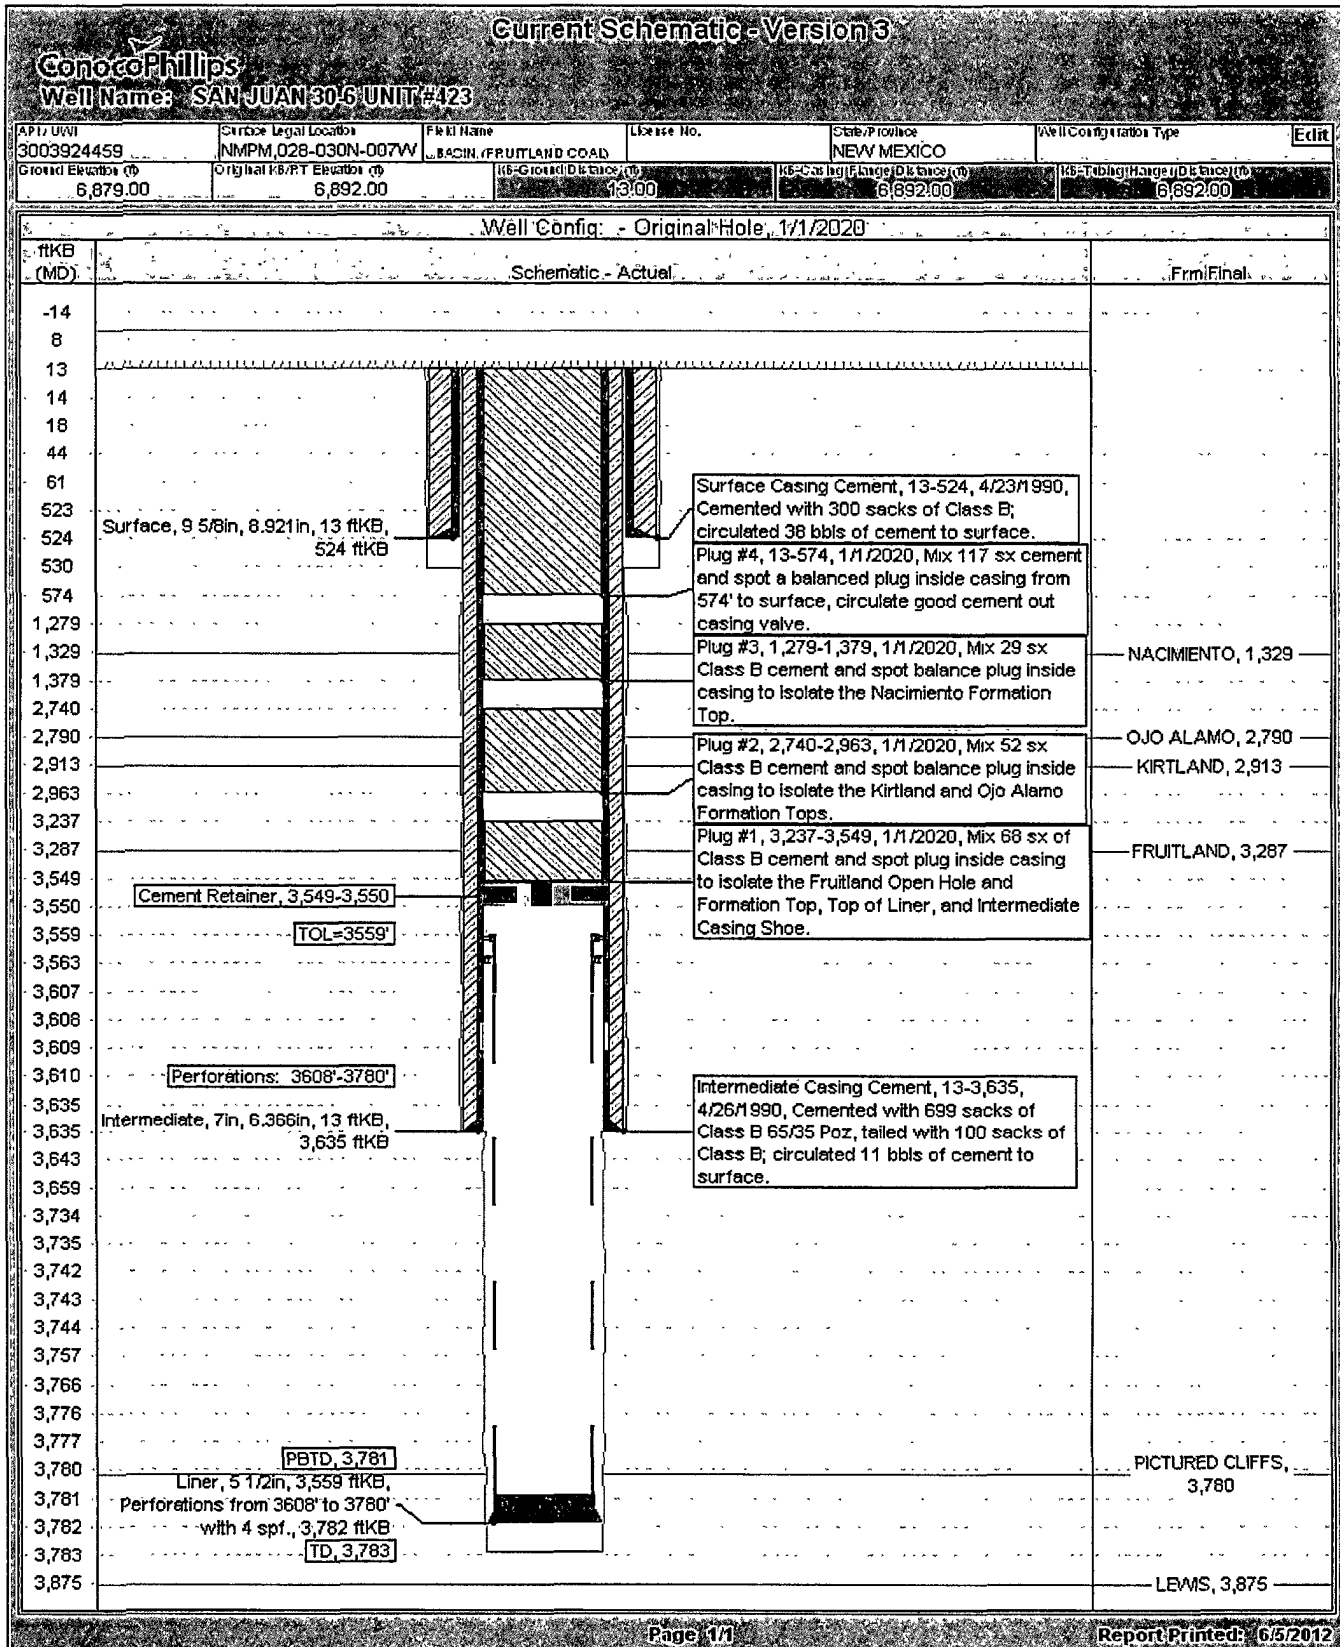 Current Schematic - Version 3
ConocoPhillips
Well Name: SAN JUAN 30-6 UNIT #423
API / UWI
3003924459
Surface Legal Location
NMPM,028-030N-007W
Field Name
BASIN (FRUITLAND COAL)
License No.
State/Province
NEW MEXICO
Well Configuration Type
Edit
Ground Elevation (ft)
6,879.00
Original KB/RT Elevation (ft)
6,892.00
KB-Ground Distance (ft)
13.00
KB-Casing Flange Distance (ft)
6,892.00
KB-Tubing Hanger Distance (ft)
6,892.00
Well Config: - Original Hole, 1/1/2020
ftKB
(MD)
Schematic - Actual
Frm Final
-14
8
13
14
18
44
61
523
524
530
574
1,279
1,329
1,379
2,740
2,790
2,913
2,963
3,237
3,287
3,549
3,550
3,559
3,563
3,607
3,608
3,609
3,610
3,635
3,635
3,643
3,659
3,734
3,735
3,742
3,743
3,744
3,757
3,766
3,776
3,777
3,780
3,781
3,782
3,783
3,875
Surface, 9 5/8in, 8.921in, 13 ftKB,
524 ftKB
Cement Retainer, 3,549-3,550
TOL=3559'
Perforations: 3608'-3780'
Intermediate, 7in, 6.366in, 13 ftKB,
3,635 ftKB
PBTD, 3,781
Liner, 5 1/2in, 3,559 ftKB,
Perforations from 3608' to 3780'
with 4 spf., 3,782 ftKB
TD, 3,783
Surface Casing Cement, 13-524, 4/23/1990,
Cemented with 300 sacks of Class B;
circulated 38 bbls of cement to surface.
Plug #4, 13-574, 1/1/2020, Mix 117 sx cement
and spot a balanced plug inside casing from
574' to surface, circulate good cement out
casing valve.
Plug #3, 1,279-1,379, 1/1/2020, Mix 29 sx
Class B cement and spot balance plug inside
casing to isolate the Nacimiento Formation
Top.
Plug #2, 2,740-2,963, 1/1/2020, Mix 52 sx
Class B cement and spot balance plug inside
casing to isolate the Kirtland and Ojo Alamo
Formation Tops.
Plug #1, 3,237-3,549, 1/1/2020, Mix 68 sx of
Class B cement and spot plug inside casing
to isolate the Fruitland Open Hole and
Formation Top, Top of Liner, and Intermediate
Casing Shoe.
Intermediate Casing Cement, 13-3,635,
4/26/1990, Cemented with 699 sacks of
Class B 65/35 Poz, tailed with 100 sacks of
Class B; circulated 11 bbls of cement to
surface.
NACIMIENTO, 1,329
OJO ALAMO, 2,790
KIRTLAND, 2,913
FRUITLAND, 3,287
PICTURED CLIFFS,
3,780
LEWIS, 3,875
Page 1/1
Report Printed: 6/5/2012